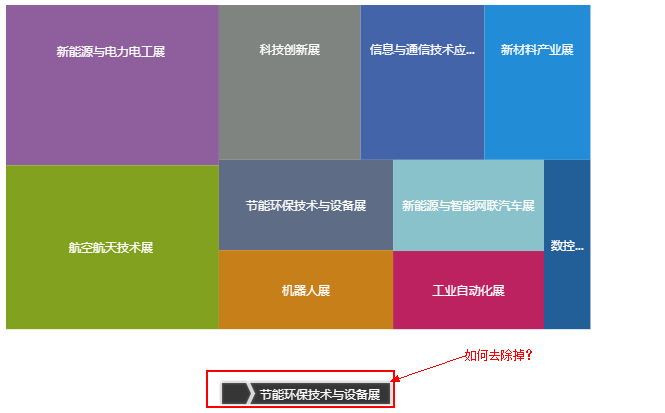 新能源与电力电工展
科技创新展
信息与通信技术应...
新材料产业展
航空航天技术展
节能环保技术与设备展
新能源与智能网联汽车展
数控...
机器人展
工业自动化展
如何去除掉？
节能环保技术与设备展